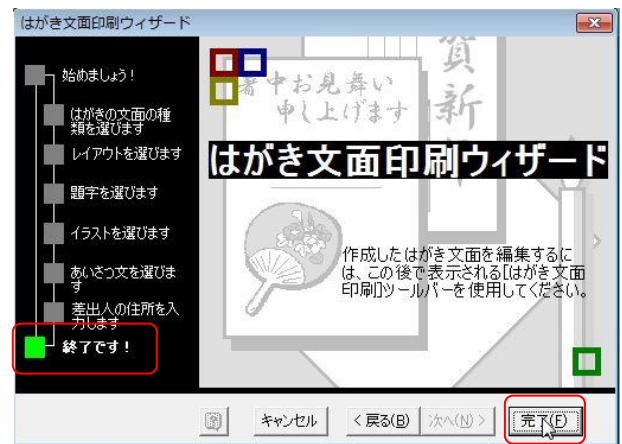 はがき文面印刷ウィザード
始めましょう!
はがきの文面の種
類を選びます
レイアウトを選びます
題字を選びます
イラストを選びます
あいさつ文を選びま
す
差出人の住所を入
力します
終了です!
賀新
暑中お見舞い
申し上げます
はがき文面印刷ウィザード
作成したはがき文面を編集するに
は、この後で表示される[はがき文面
印刷]ツールバーを使用してください。
キャンセル
< 戻る(B)
次へ(N) >
完了(F)